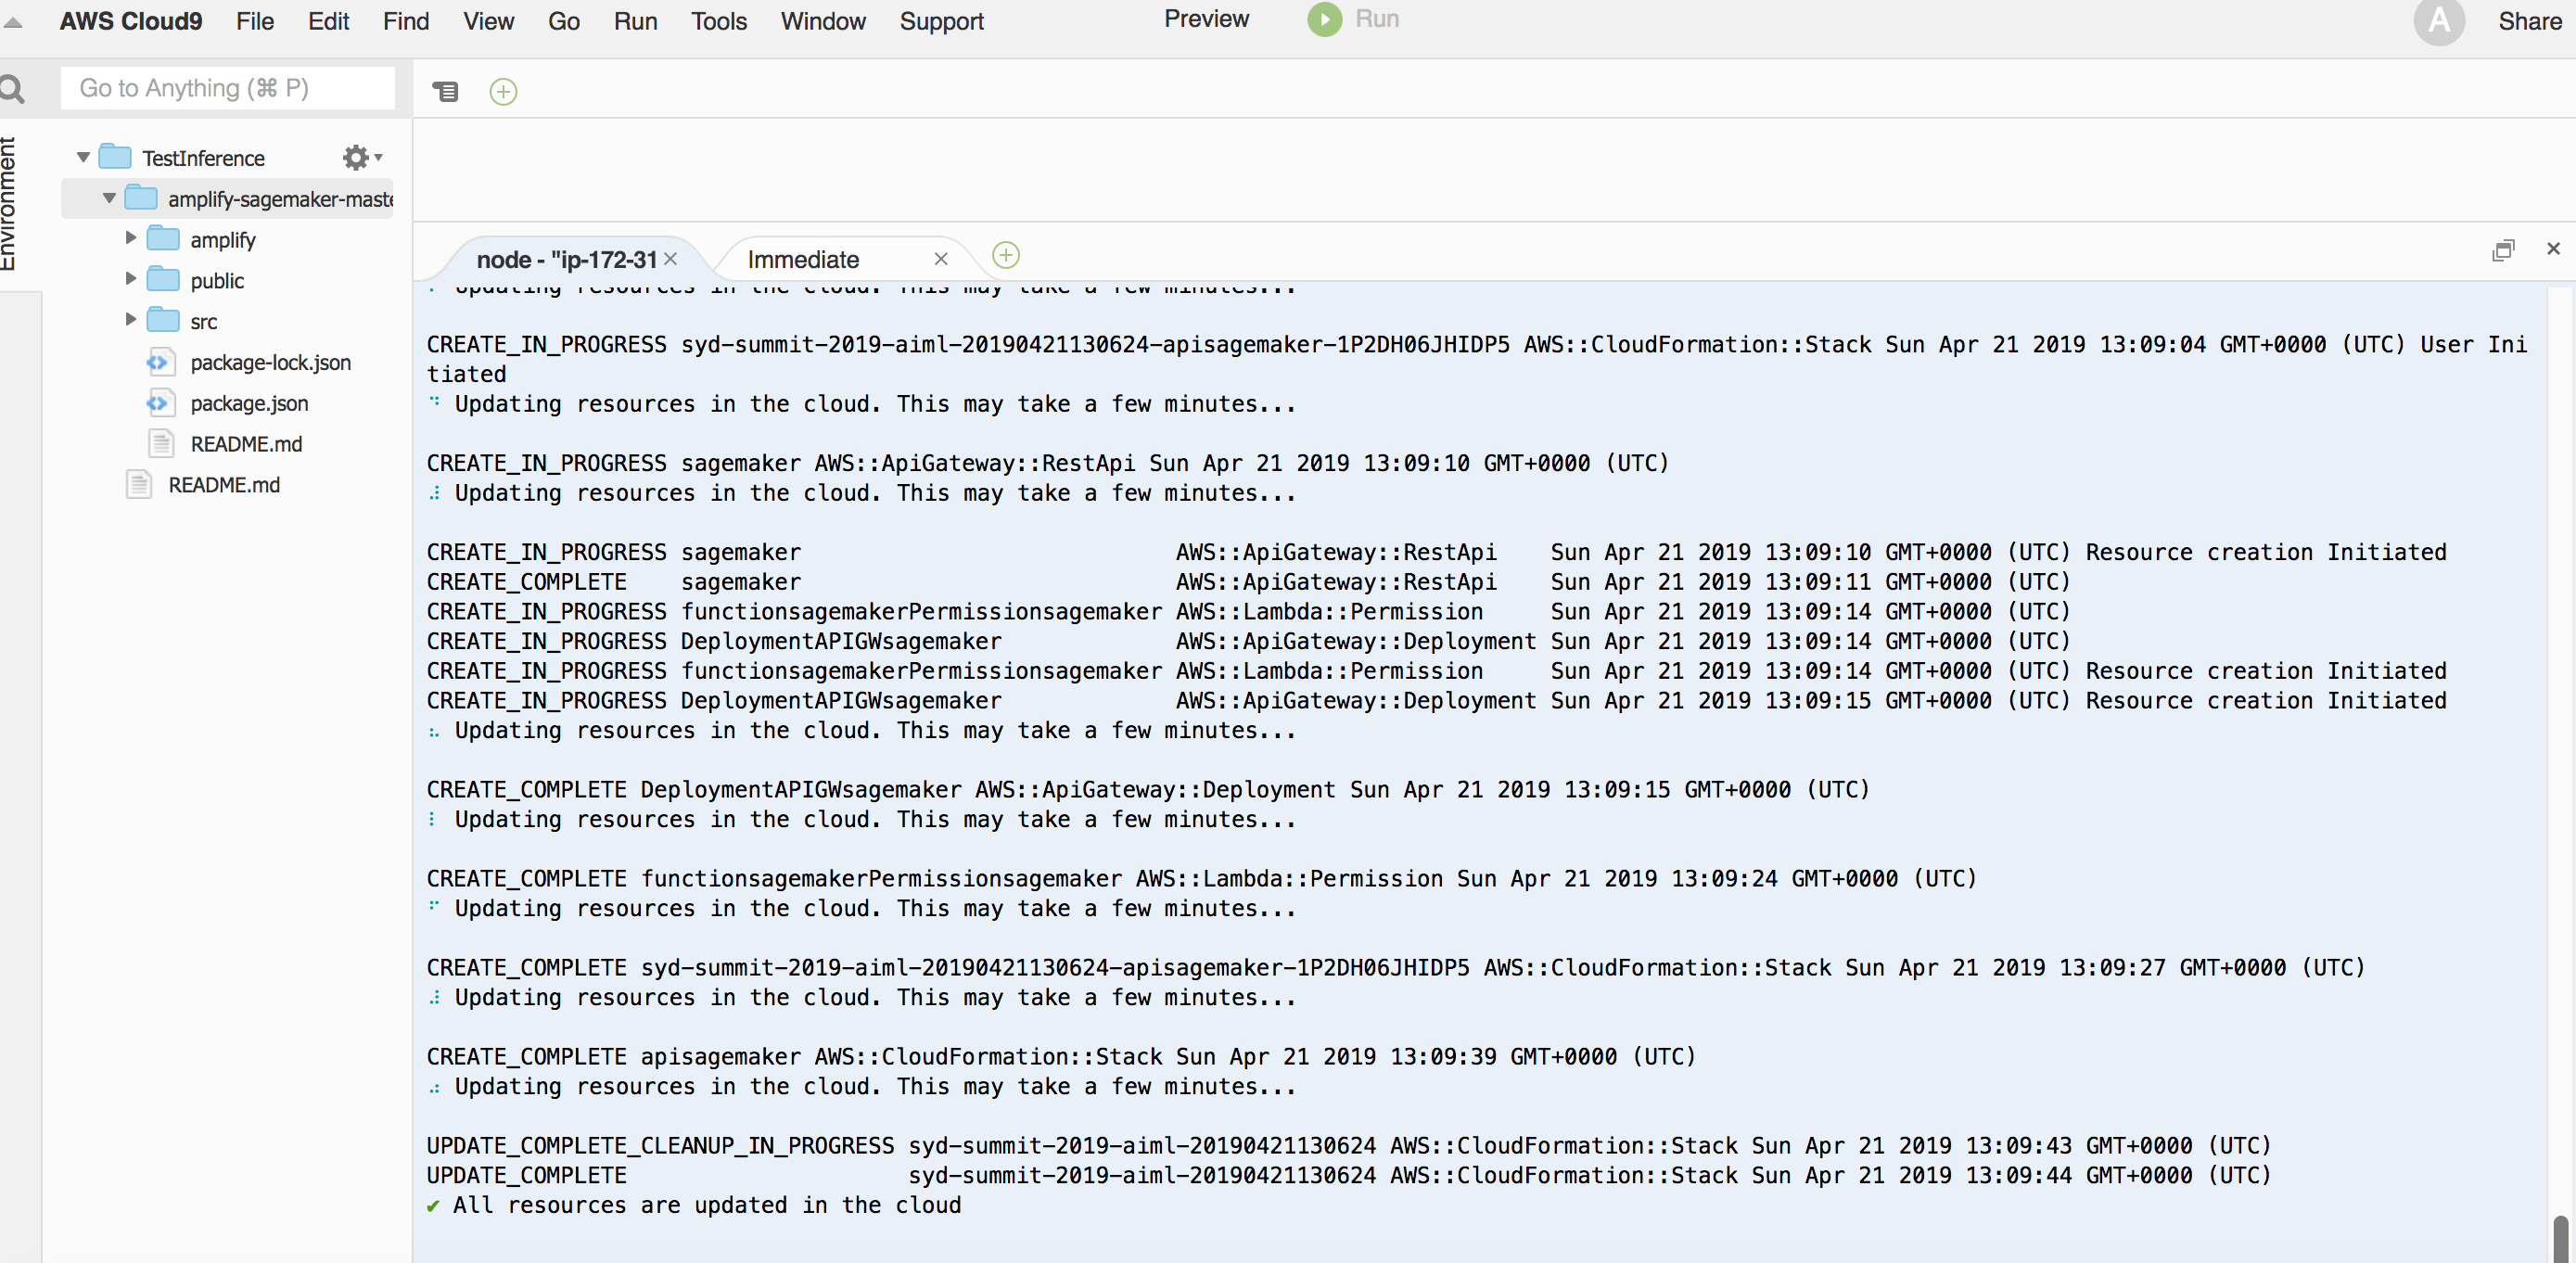 AWS Cloud9 File Edit Find View Go Run Tools Window Support Preview Run A Share
Go to Anything (⌘ P)
Environment
TestInference
amplify-sagemaker-maste
amplify
public
src
package-lock.json
package.json
README.md
README.md
node - "ip-172-31 Immediate
Updating resources in the cloud. This may take a few minutes...
CREATE_IN_PROGRESS syd-summit-2019-aiml-20190421130624-apisagemaker-1P2DH06JHIDP5 AWS::CloudFormation::Stack Sun Apr 21 2019 13:09:04 GMT+0000 (UTC) User Ini
tiated
Updating resources in the cloud. This may take a few minutes...
CREATE_IN_PROGRESS sagemaker AWS::ApiGateway::RestApi Sun Apr 21 2019 13:09:10 GMT+0000 (UTC)
Updating resources in the cloud. This may take a few minutes...
CREATE_IN_PROGRESS sagemaker AWS::ApiGateway::RestApi Sun Apr 21 2019 13:09:10 GMT+0000 (UTC) Resource creation Initiated
CREATE_COMPLETE sagemaker AWS::ApiGateway::RestApi Sun Apr 21 2019 13:09:11 GMT+0000 (UTC)
CREATE_IN_PROGRESS functionsagemakerPermissionsagemaker AWS::Lambda::Permission Sun Apr 21 2019 13:09:14 GMT+0000 (UTC)
CREATE_IN_PROGRESS DeploymentAPIGWsagemaker AWS::ApiGateway::Deployment Sun Apr 21 2019 13:09:14 GMT+0000 (UTC)
CREATE_IN_PROGRESS functionsagemakerPermissionsagemaker AWS::Lambda::Permission Sun Apr 21 2019 13:09:14 GMT+0000 (UTC) Resource creation Initiated
CREATE_IN_PROGRESS DeploymentAPIGWsagemaker AWS::ApiGateway::Deployment Sun Apr 21 2019 13:09:15 GMT+0000 (UTC) Resource creation Initiated
Updating resources in the cloud. This may take a few minutes...
CREATE_COMPLETE DeploymentAPIGWsagemaker AWS::ApiGateway::Deployment Sun Apr 21 2019 13:09:15 GMT+0000 (UTC)
Updating resources in the cloud. This may take a few minutes...
CREATE_COMPLETE functionsagemakerPermissionsagemaker AWS::Lambda::Permission Sun Apr 21 2019 13:09:24 GMT+0000 (UTC)
Updating resources in the cloud. This may take a few minutes...
CREATE_COMPLETE syd-summit-2019-aiml-20190421130624-apisagemaker-1P2DH06JHIDP5 AWS::CloudFormation::Stack Sun Apr 21 2019 13:09:27 GMT+0000 (UTC)
Updating resources in the cloud. This may take a few minutes...
CREATE_COMPLETE apisagemaker AWS::CloudFormation::Stack Sun Apr 21 2019 13:09:39 GMT+0000 (UTC)
Updating resources in the cloud. This may take a few minutes...
UPDATE_COMPLETE_CLEANUP_IN_PROGRESS syd-summit-2019-aiml-20190421130624 AWS::CloudFormation::Stack Sun Apr 21 2019 13:09:43 GMT+0000 (UTC)
UPDATE_COMPLETE syd-summit-2019-aiml-20190421130624 AWS::CloudFormation::Stack Sun Apr 21 2019 13:09:44 GMT+0000 (UTC)
✔ All resources are updated in the cloud